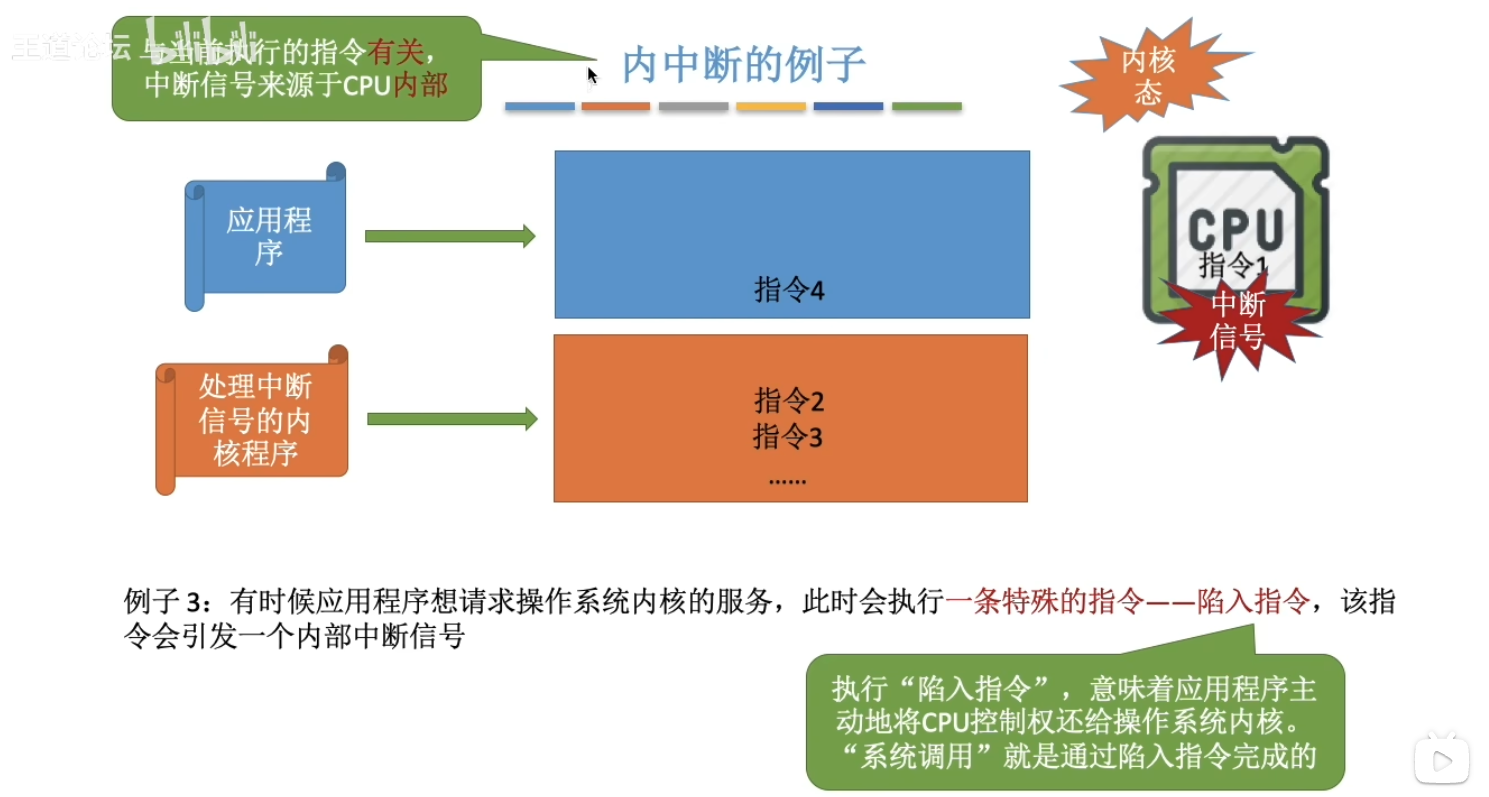 王道论坛
与当前执行的指令有关，
中断信号来源于CPU内部
内中断的例子
内核
态
应用程
序
指令4
CPU
指令1
中断
信号
处理中断
信号的内
核程序
指令2
指令3
......
例子 3：有时候应用程序想请求操作系统内核的服务，此时会执行一条特殊的指令——陷入指令，该指
令会引发一个内部中断信号
执行“陷入指令”，意味着应用程序主
动地将CPU控制权还给操作系统内核。
“系统调用”就是通过陷入指令完成的